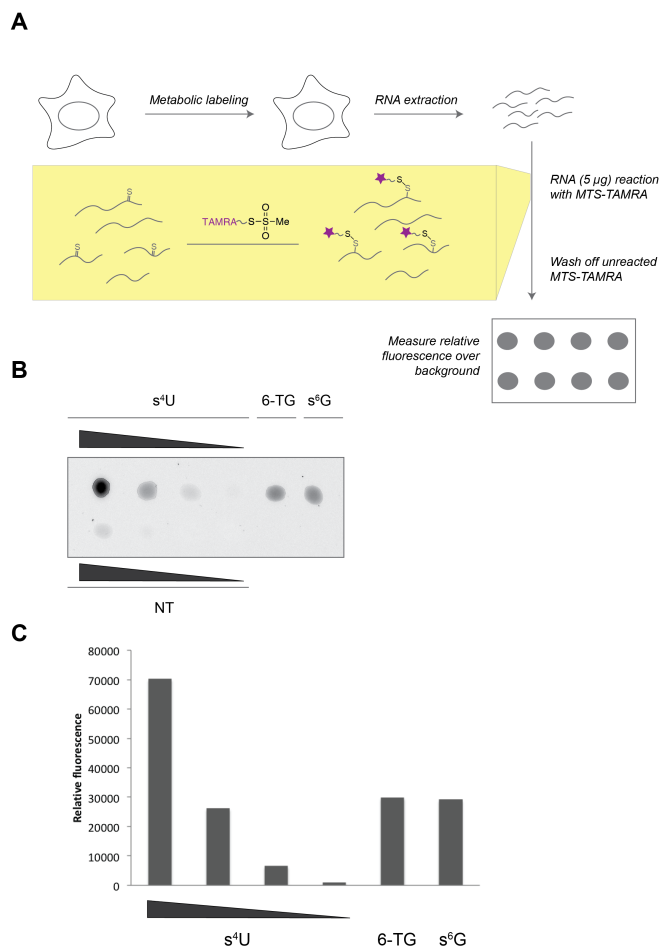 A
Metabolic labeling
RNA extraction
RNA (5 µg) reaction
with MTS-TAMRA
Wash off unreacted
MTS-TAMRA
S
S
S
TAMRA
S
S
O
O
Me
S
S
S
S
S
S
Measure relative
fluorescence over
background
B
s⁴U
6-TG
s⁶G
NT
C
Relative fluorescence
80000
70000
60000
50000
40000
30000
20000
10000
0
s⁴U
6-TG
s⁶G